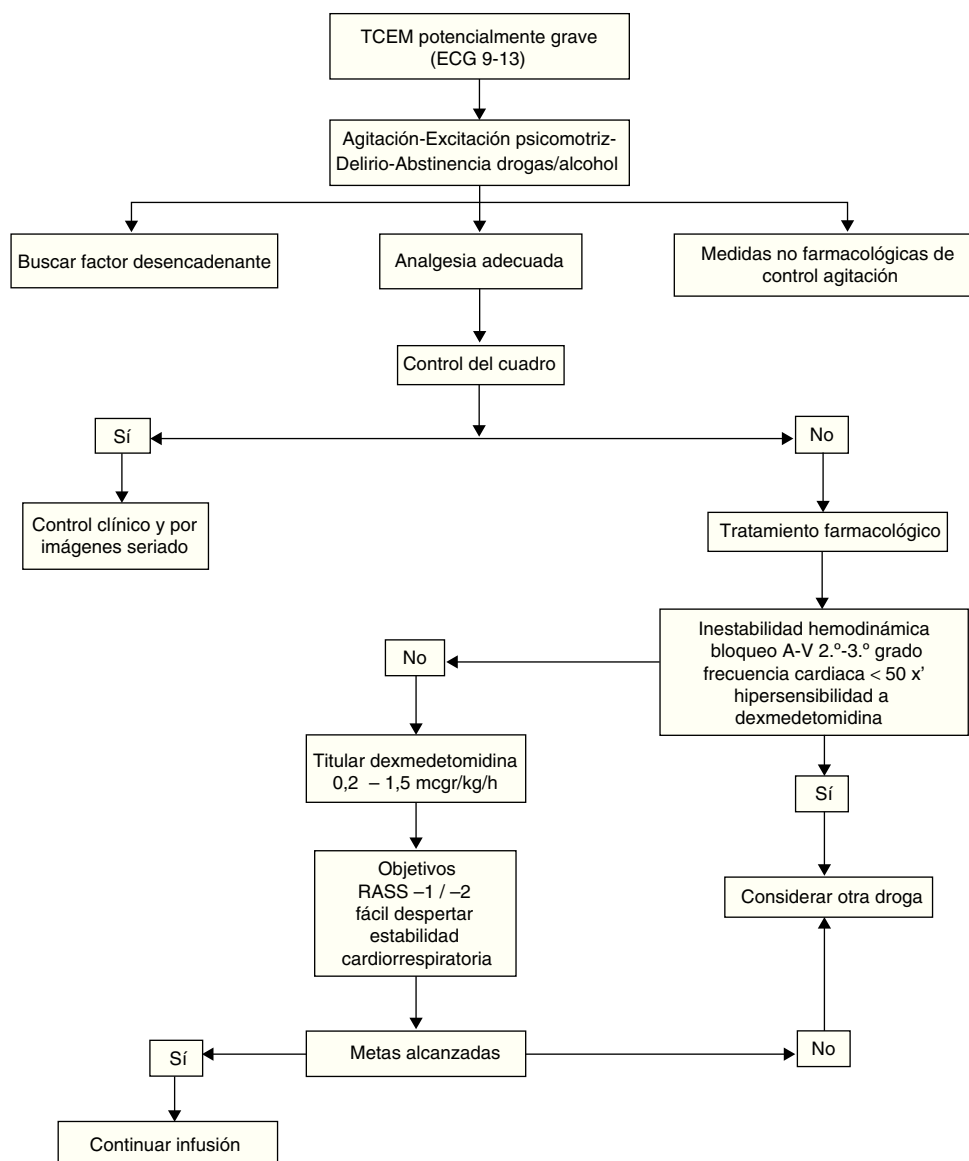 TCEM potencialmente grave
(ECG 9-13)
Agitación-Excitación psicomotriz-
Delirio-Abstinencia drogas/alcohol
Buscar factor desencadenante
Analgesia adecuada
Medidas no farmacológicas de
control agitación
Control del cuadro
Sí
No
Control clínico y por
imágenes seriado
Tratamiento farmacológico
Inestabilidad hemodinámica
bloqueo A-V 2.º-3.º grado
frecuencia cardiaca < 50 x’
hipersensibilidad a
dexmedetomidina
No
Titular dexmedetomidina
0,2 – 1,5 mcgr/kg/h
Sí
Objetivos
RASS –1 / –2
fácil despertar
estabilidad
cardiorrespiratoria
Considerar otra droga
Metas alcanzadas
Sí
No
Continuar infusión